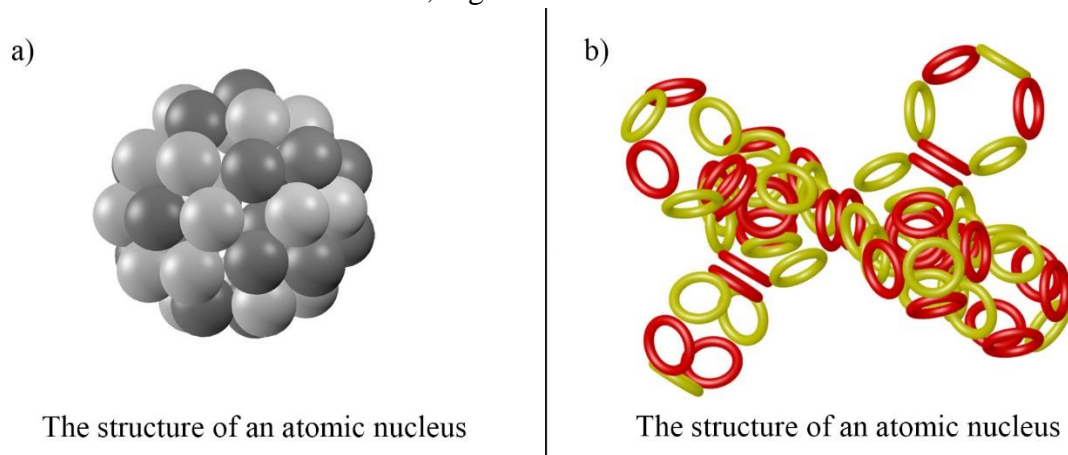 a)
b)
The structure of an atomic nucleus
The structure of an atomic nucleus